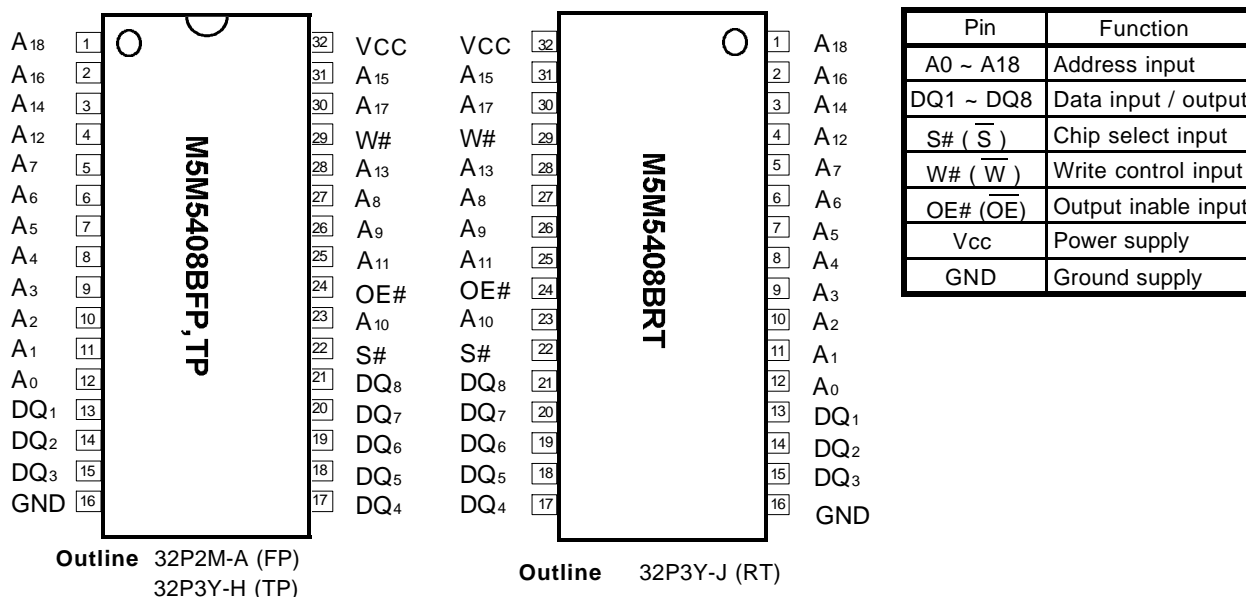 A18 1 32 VCC
A16 2 31 A15
A14 3 30 A17
A12 4 29 W#
A7 5 28 A13
A6 6 27 A8
A5 7 26 A9
A4 8 25 A11
A3 9 24 OE#
A2 10 23 A10
A1 11 22 S#
A0 12 21 DQ8
DQ1 13 20 DQ7
DQ2 14 19 DQ6
DQ3 15 18 DQ5
GND 16 17 DQ4
M5M5408BFP,TP
Outline 32P2M-A (FP)
32P3Y-H (TP)
VCC 32 1 A18
A15 31 2 A16
A17 30 3 A14
W# 29 4 A12
A13 28 5 A7
A8 27 6 A6
A9 26 7 A5
A11 25 8 A4
OE# 24 9 A3
A10 23 10 A2
S# 22 11 A1
DQ8 21 12 A0
DQ7 20 13 DQ1
DQ6 19 14 DQ2
DQ5 18 15 DQ3
DQ4 17 16 GND
M5M5408BRT
Outline 32P3Y-J (RT)
Pin Function
A0 ~ A18 Address input
DQ1 ~ DQ8 Data input / output
S# ( S̅ ) Chip select input
W# ( W̅ ) Write control input
OE# (O̅E̅) Output inable input
Vcc Power supply
GND Ground supply